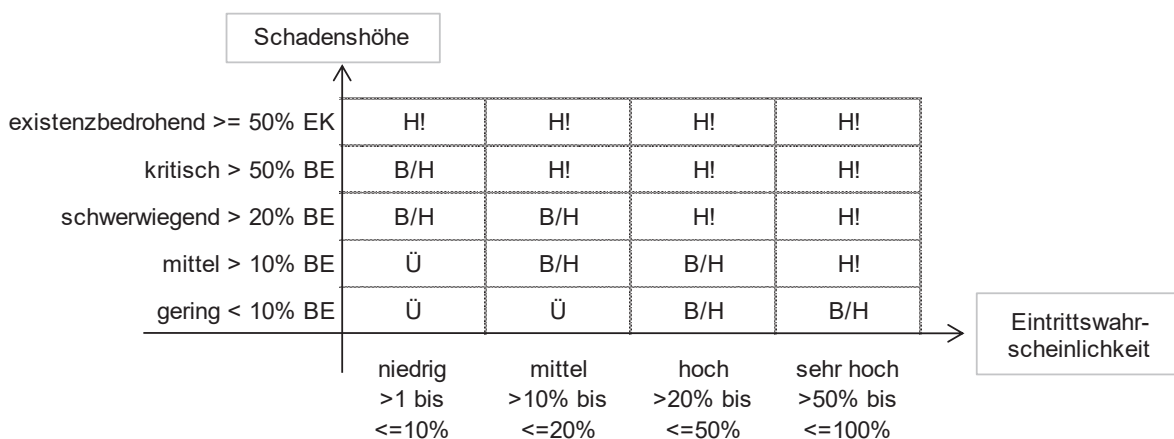 Schadenshöhe
existenzbedrohend >= 50% EK H! H! H! H!
kritisch > 50% BE B/H H! H! H!
schwerwiegend > 20% BE B/H B/H H! H!
mittel > 10% BE Ü B/H B/H H!
gering < 10% BE Ü Ü B/H B/H
Eintrittswahr-
scheinlichkeit
niedrig mittel hoch sehr hoch
>1 bis >10% bis >20% bis >50% bis
<=10% <=20% <=50% <=100%